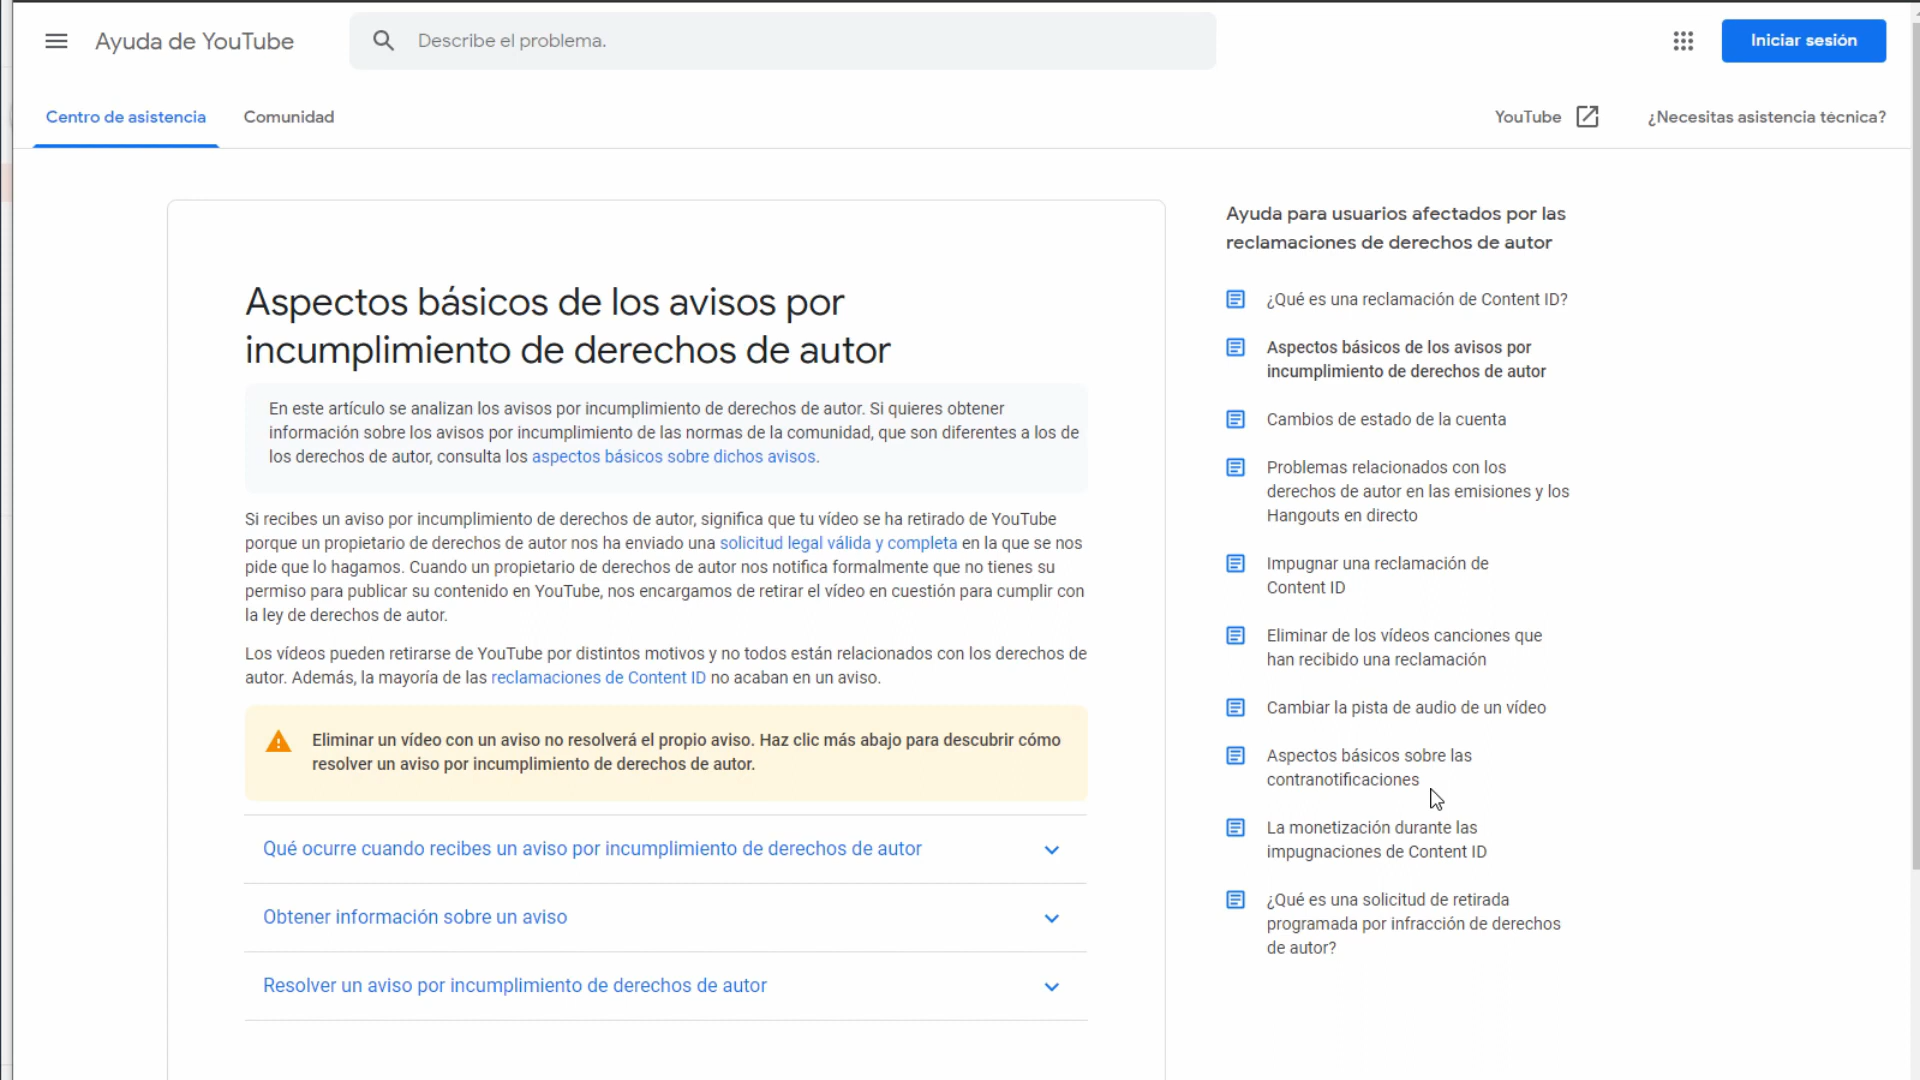 Ayuda de YouTube
Describe el problema.
Iniciar sesión
Centro de asistencia
Comunidad
YouTube
¿Necesitas asistencia técnica?
Aspectos básicos de los avisos por
incumplimiento de derechos de autor
En este artículo se analizan los avisos por incumplimiento de derechos de autor. Si quieres obtener
información sobre los avisos por incumplimiento de las normas de la comunidad, que son diferentes a los de
los derechos de autor, consulta los aspectos básicos sobre dichos avisos.
Si recibes un aviso por incumplimiento de derechos de autor, significa que tu vídeo se ha retirado de YouTube
porque un propietario de derechos de autor nos ha enviado una solicitud legal válida y completa en la que se nos
pide que lo hagamos. Cuando un propietario de derechos de autor nos notifica formalmente que no tienes su
permiso para publicar su contenido en YouTube, nos encargamos de retirar el vídeo en cuestión para cumplir con
la ley de derechos de autor.
Los vídeos pueden retirarse de YouTube por distintos motivos y no todos están relacionados con los derechos de
autor. Además, la mayoría de las reclamaciones de Content ID no acaban en un aviso.
Eliminar un vídeo con un aviso no resolverá el propio aviso. Haz clic más abajo para descubrir cómo
resolver un aviso por incumplimiento de derechos de autor.
Qué ocurre cuando recibes un aviso por incumplimiento de derechos de autor
Obtener información sobre un aviso
Resolver un aviso por incumplimiento de derechos de autor
Ayuda para usuarios afectados por las
reclamaciones de derechos de autor
¿Qué es una reclamación de Content ID?
Aspectos básicos de los avisos por
incumplimiento de derechos de autor
Cambios de estado de la cuenta
Problemas relacionados con los
derechos de autor en las emisiones y los
Hangouts en directo
Impugnar una reclamación de
Content ID
Eliminar de los vídeos canciones que
han recibido una reclamación
Cambiar la pista de audio de un vídeo
Aspectos básicos sobre las
contranotificaciones
La monetización durante las
impugnaciones de Content ID
¿Qué es una solicitud de retirada
programada por infracción de derechos
de autor?